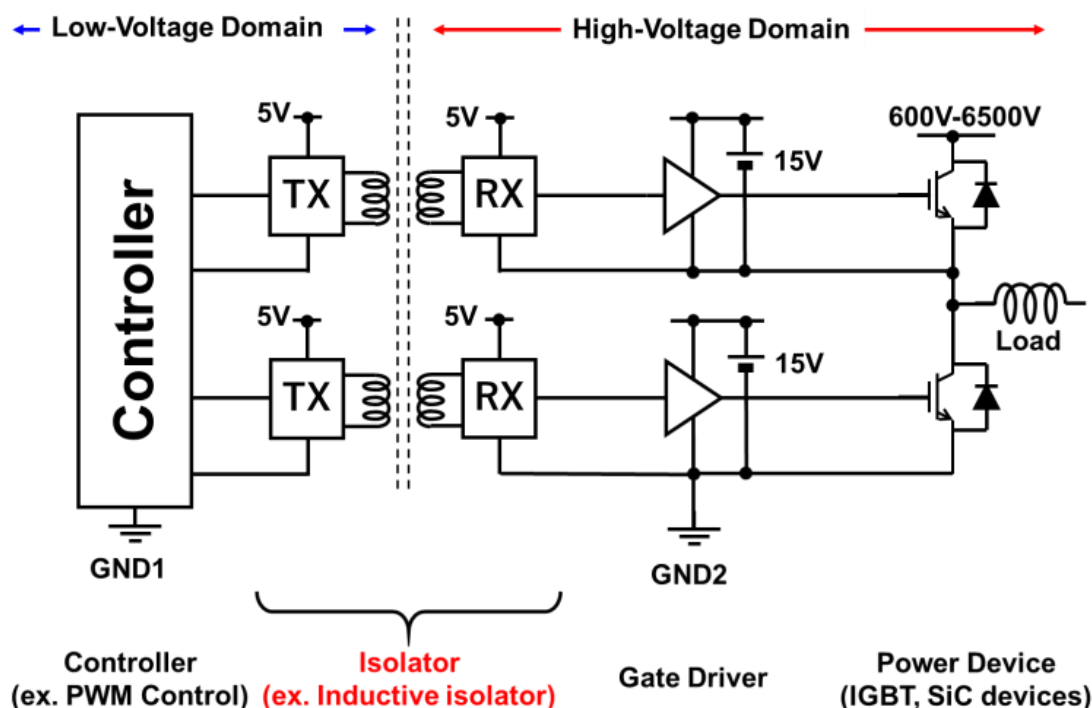 Low-Voltage Domain
High-Voltage Domain
5V
5V
600V-6500V
15V
TX
RX
Controller
5V
5V
Load
15V
TX
RX
GND1
GND2
Controller
(ex. PWM Control)
Isolator
(ex. Inductive isolator)
Gate Driver
Power Device
(IGBT, SiC devices)